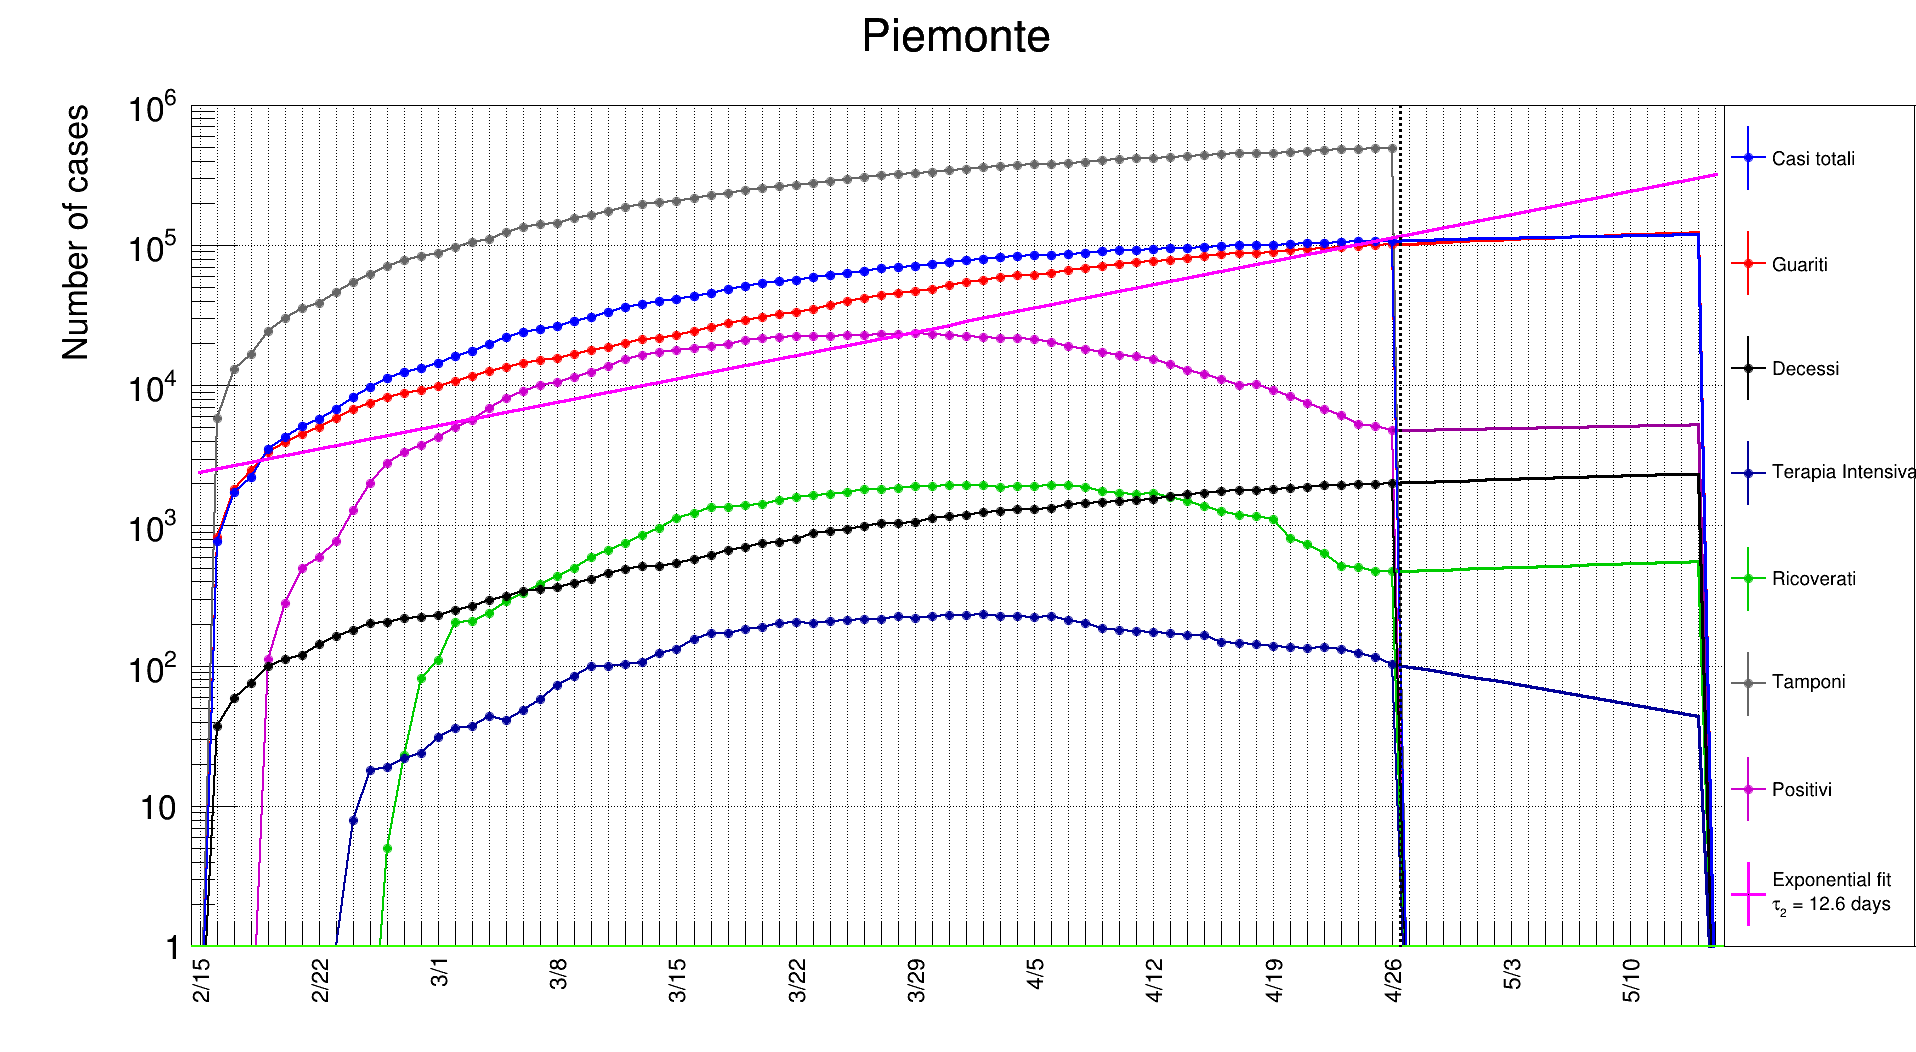 Piemonte
Number of cases
10^6
10^5
10^4
10^3
10^2
10
1
2/15
2/22
3/1
3/8
3/15
3/22
3/29
4/5
4/12
4/19
4/26
5/3
5/10
Casi totali
Guariti
Decessi
Terapia Intensiva
Ricoverati
Tamponi
Positivi
Exponential fit
τ₂ = 12.6 days